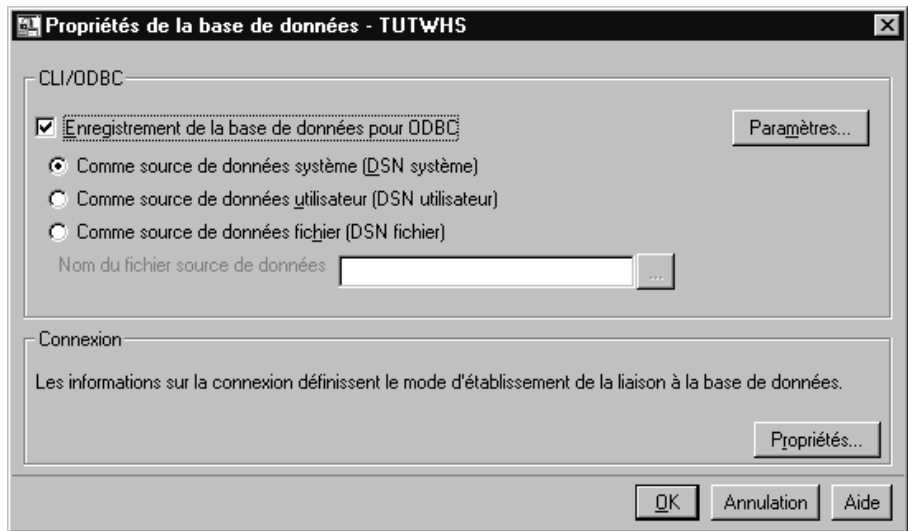 Propriétés de la base de données - TUTWHS
CLI/ODBC
Enregistrement de la base de données pour ODBC
Paramètres...
Comme source de données système (DSN système)
Comme source de données utilisateur (DSN utilisateur)
Comme source de données fichier (DSN fichier)
Nom du fichier source de données
...
Connexion
Les informations sur la connexion définissent le mode d'établissement de la liaison à la base de données.
Propriétés...
OK
Annulation
Aide